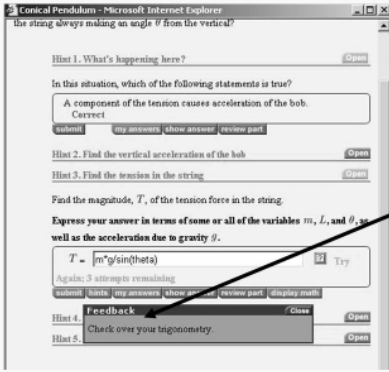 Conical Pendulum - Microsoft Internet Explorer
the string always making an angle θ from the vertical?
Hint 1. What's happening here? Open
In this situation, which of the following statements is true?
A component of the tension causes acceleration of the bob.
Correct
submit my answers show answer review part
Hint 2. Find the vertical acceleration of the bob Open
Hint 3. Find the tension in the string Open
Find the magnitude, T, of the tension force in the string.
Express your answer in terms of some or all of the variables m, L, and θ, as
well as the acceleration due to gravity g.
T = m*g/sin(theta) ? Try
Again; 3 attempts remaining
submit hints my answers show answer review part display math
Feedback Close
Hint 4. Open
Check over your trigonometry.
Hint 5. Open